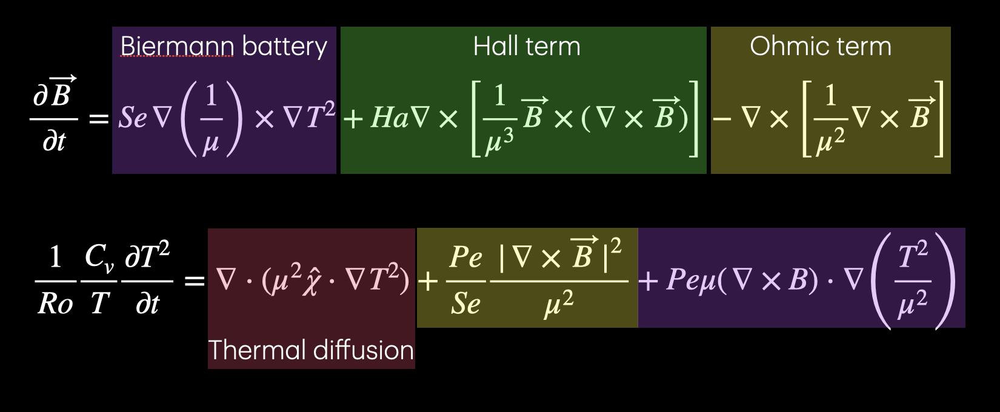 Biermann battery Hall term Ohmic term
∂B⃗/∂t = Se∇(1/μ) × ∇T² + Ha∇ × [1/μ³ B⃗ × (∇ × B⃗)] − ∇ × [1/μ² ∇ × B⃗]
1/Ro C_v/T ∂T²/∂t = ∇ · (μ²χ̂ · ∇T²) + Pe/Se |∇ × B⃗|²/μ² + Peμ(∇ × B) · ∇(T²/μ²)
Thermal diffusion